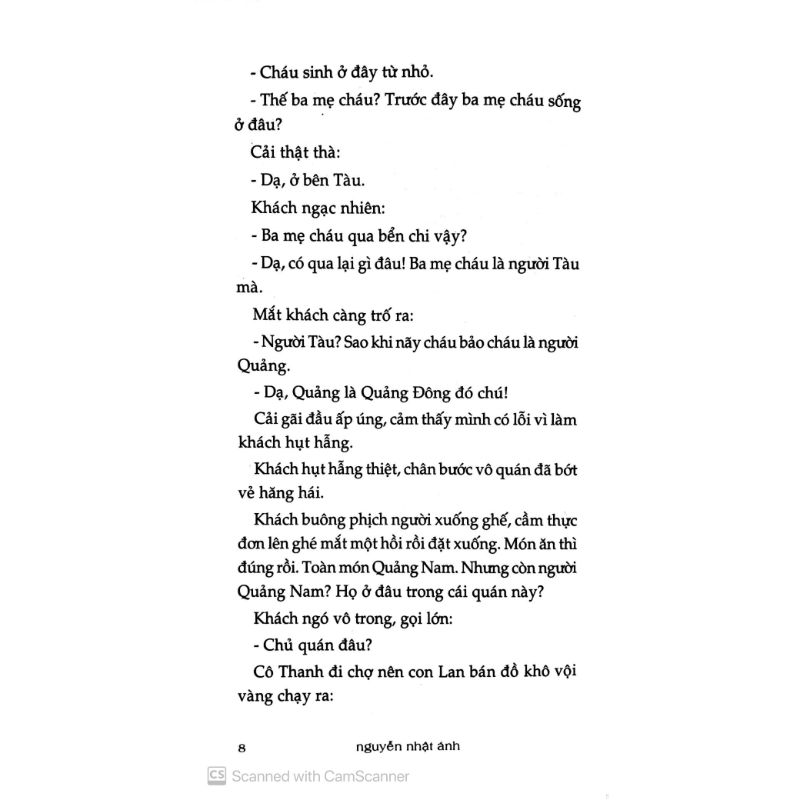 - Cháu sinh ở đây từ nhỏ.
- Thế ba mẹ cháu? Trước đây ba mẹ cháu sống
ở đâu?
Cải thật thà:
- Dạ, ở bên Tàu.
Khách ngạc nhiên:
- Ba mẹ cháu qua bển chi vậy?
- Dạ, có qua lại gì đâu! Ba mẹ cháu là người Tàu
mà.
Mắt khách càng trố ra:
- Người Tàu? Sao khi nãy cháu bảo cháu là người
Quảng.
- Dạ, Quảng là Quảng Đông đó chú!
Cải gãi đầu ấp úng, cảm thấy mình có lỗi vì làm
khách hụt hẫng.
Khách hụt hẫng thiệt, chân bước vô quán đã bớt
vẻ hăng hái.
Khách buông phịch người xuống ghế, cầm thực
đơn lên ghé mắt một hồi rồi đặt xuống. Món ăn thì
đúng rồi. Toàn món Quảng Nam. Nhưng còn người
Quảng Nam? Họ ở đâu trong cái quán này?
Khách ngó vô trong, gọi lớn:
- Chủ quán đâu?
Cô Thanh đi chợ nên con Lan bán đồ khô vội
vàng chạy ra:
8 nguyễn nhật ánh
CS Scanned with CamScanner